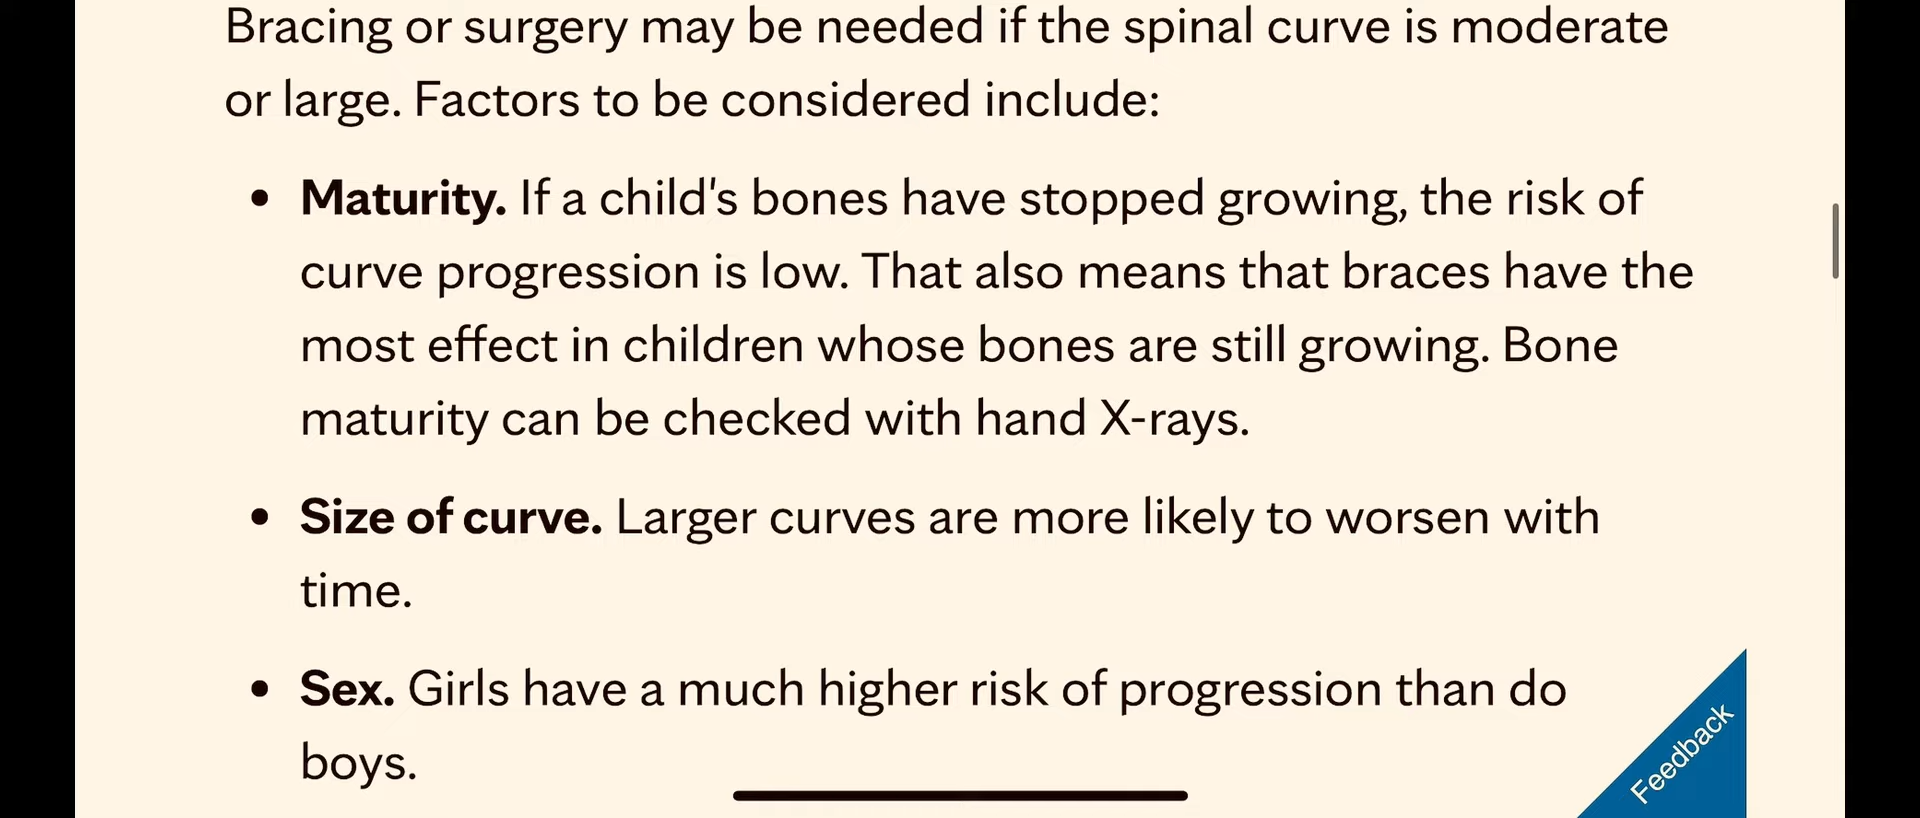 Bracing or surgery may be needed if the spinal curve is moderate
or large. Factors to be considered include:
• Maturity. If a child's bones have stopped growing, the risk of
curve progression is low. That also means that braces have the
most effect in children whose bones are still growing. Bone
maturity can be checked with hand X-rays.
• Size of curve. Larger curves are more likely to worsen with
time.
• Sex. Girls have a much higher risk of progression than do
boys.
Feedback